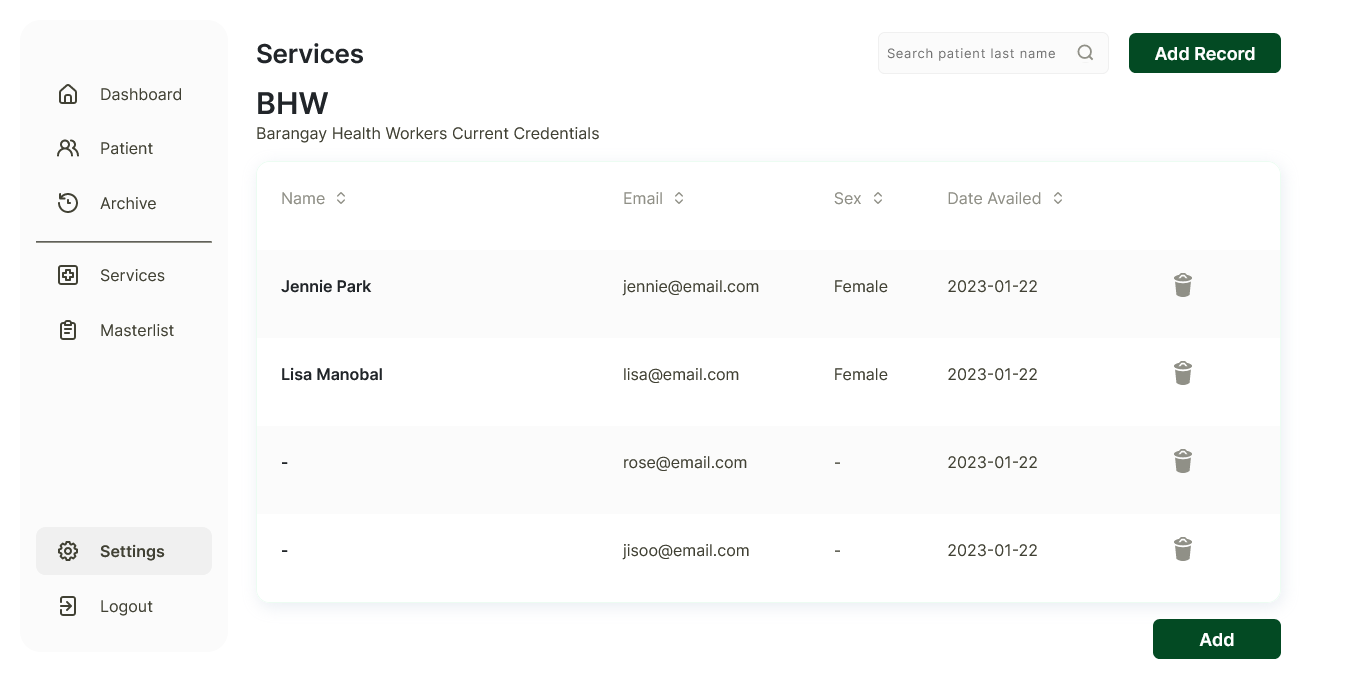 Dashboard
Patient
Archive
Services
Masterlist
Settings
Logout
Services
Search patient last name
Add Record
BHW
Barangay Health Workers Current Credentials
Name Email Sex Date Availed
Jennie Park jennie@email.com Female 2023-01-22
Lisa Manobal lisa@email.com Female 2023-01-22
- rose@email.com - 2023-01-22
- jisoo@email.com - 2023-01-22
Add